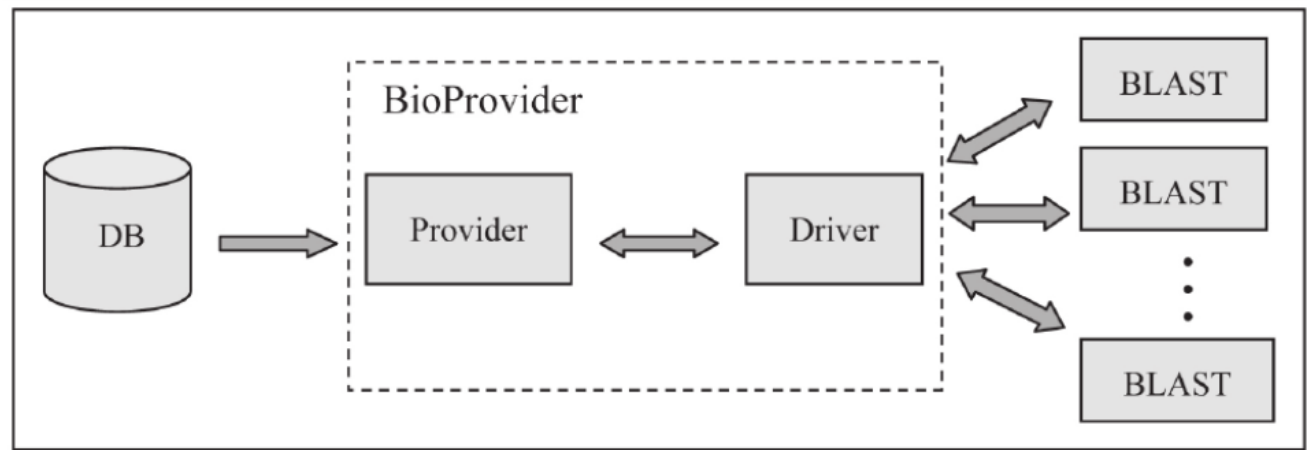 BioProvider
DB
Provider
Driver
BLAST
BLAST
BLAST